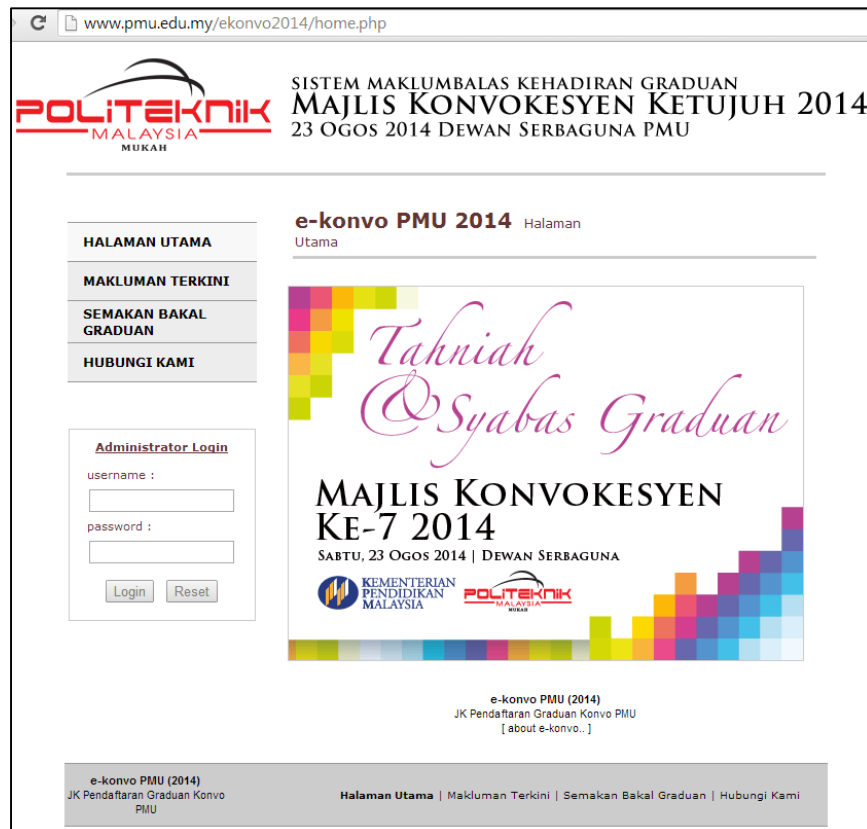 www.pmu.edu.my/ekonvo2014/home.php
POLITEKNIK
MALAYSIA
MUKAH
SISTEM MAKLUMBALAS KEHADIRAN GRADUAN
MAJLIS KONVOKESYEN KETUJUH 2014
23 OGOS 2014 DEWAN SERBAGUNA PMU
HALAMAN UTAMA
MAKLUMAN TERKINI
SEMAKAN BAKAL
GRADUAN
HUBUNGI KAMI
Administrator Login
username :
password :
Login Reset
e-konvo PMU 2014 Halaman
Utama
Tahniah
& Syabas Graduan
MAJLIS KONVOKESYEN
KE-7 2014
SABTU, 23 OGOS 2014 | DEWAN SERBAGUNA
KEMENTERIAN
PENDIDIKAN
MALAYSIA
POLITEKNIK
MALAYSIA
MUKAH
e-konvo PMU (2014)
JK Pendaftaran Graduan Konvo PMU
[ about e-konvo.. ]
e-konvo PMU (2014)
JK Pendaftaran Graduan Konvo
PMU
Halaman Utama | Makluman Terkini | Semakan Bakal Graduan | Hubungi Kami